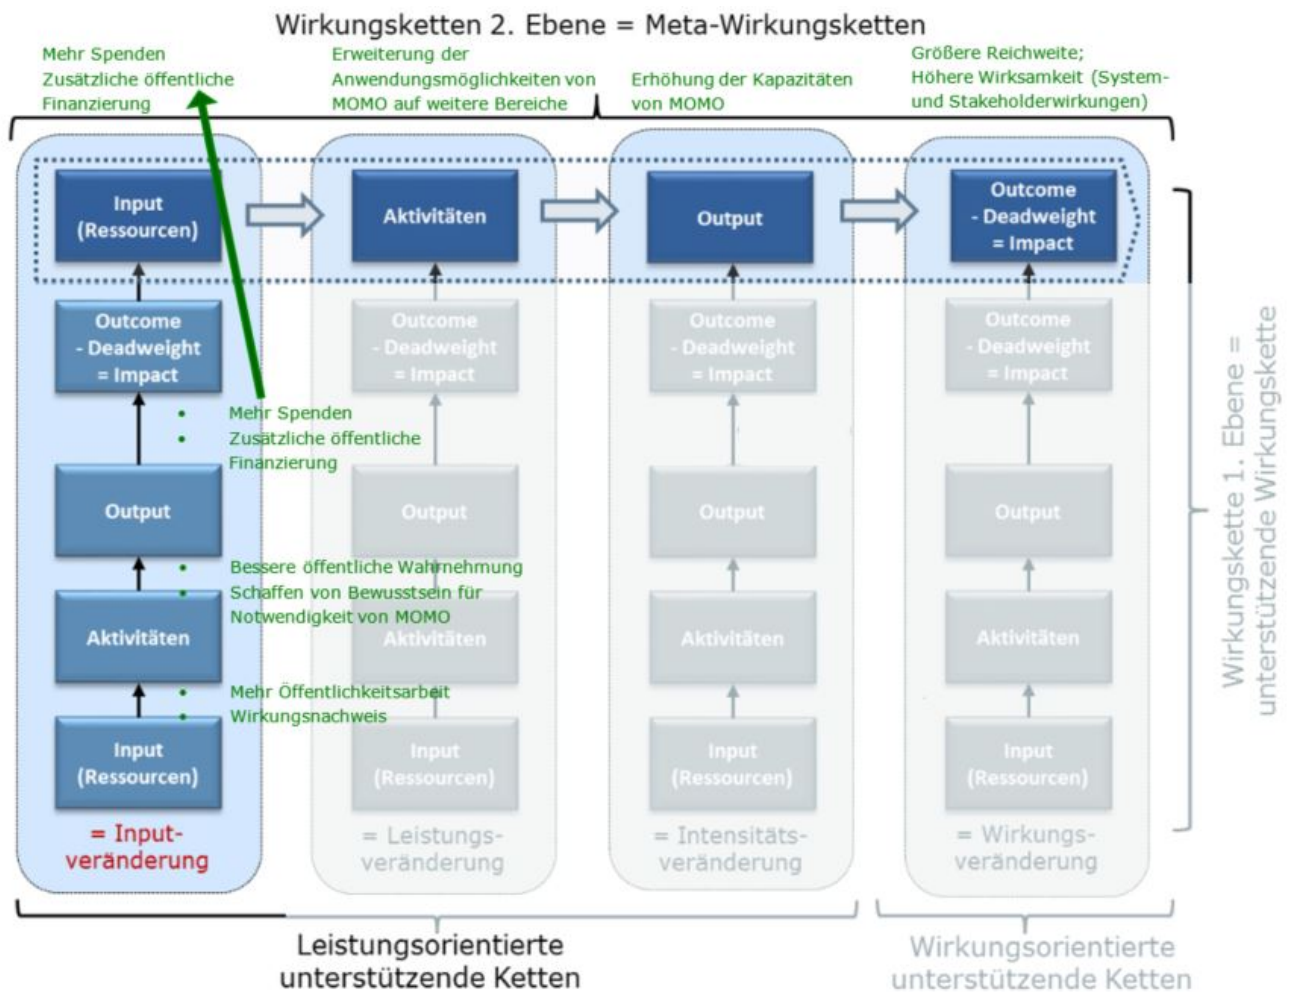 Wirkungsketten 2. Ebene = Meta-Wirkungsketten
Mehr Spenden
Zusätzliche öffentliche
Finanzierung
Erweiterung der
Anwendungsmöglichkeiten von
MOMO auf weitere Bereiche
Erhöhung der Kapazitäten
von MOMO
Größere Reichweite;
Höhere Wirksamkeit (System-
und Stakeholderwirkungen)
Input
(Ressourcen)
Aktivitäten
Output
Outcome
- Deadweight
= Impact
Outcome
- Deadweight
= Impact
• Mehr Spenden
• Zusätzliche öffentliche
Finanzierung
Output
• Bessere öffentliche Wahrnehmung
• Schaffen von Bewusstsein für
Notwendigkeit von MOMO
Aktivitäten
• Mehr Öffentlichkeitsarbeit
• Wirkungsnachweis
Input
(Ressourcen)
= Input-
veränderung
Outcome
- Deadweight
= Impact
Output
Aktivitäten
Input
(Ressourcen)
= Leistungs-
veränderung
Outcome
- Deadweight
= Impact
Output
Aktivitäten
Input
(Ressourcen)
= Intensitäts-
veränderung
Outcome
- Deadweight
= Impact
Output
Aktivitäten
Input
(Ressourcen)
= Wirkungs-
veränderung
Wirkungskette 1. Ebene =
unterstützende Wirkungskette
Leistungsorientierte
unterstützende Ketten
Wirkungsorientierte
unterstützende Ketten